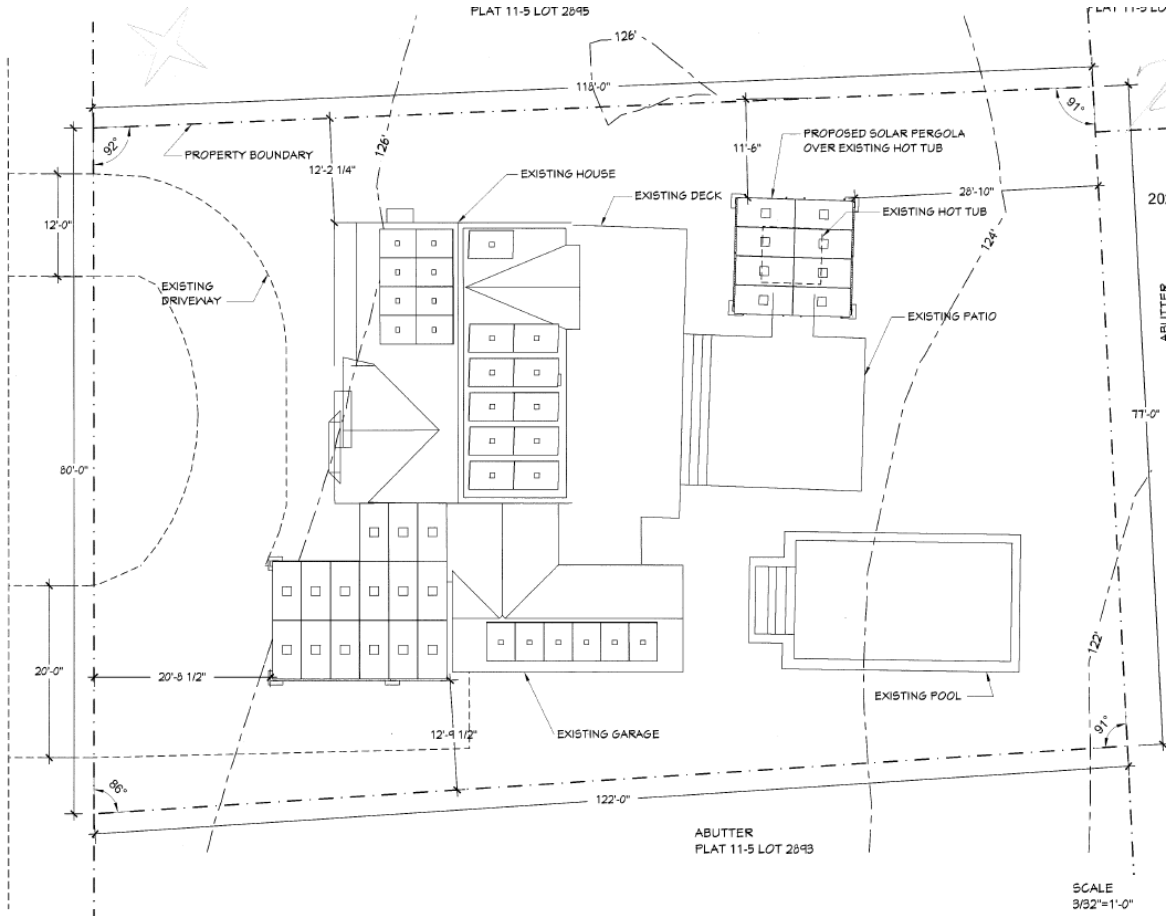 PLAT 11-5 LOT 2895
126'
118'-0"
91°
92°
PROPERTY BOUNDARY
126'
12'-2 1/4"
11'-6"
PROPOSED SOLAR PERGOLA
OVER EXISTING HOT TUB
EXISTING HOUSE
EXISTING DECK
28'-10"
EXISTING HOT TUB
12'-0"
124'
EXISTING
DRIVEWAY
EXISTING PATIO
ABUTTER
77'-0"
80'-0"
122'
20'-0"
20'-8 1/2"
EXISTING POOL
12'-9 1/2"
EXISTING GARAGE
91°
86°
122'-0"
ABUTTER
PLAT 11-5 LOT 2893
SCALE
3/32"=1'-0"